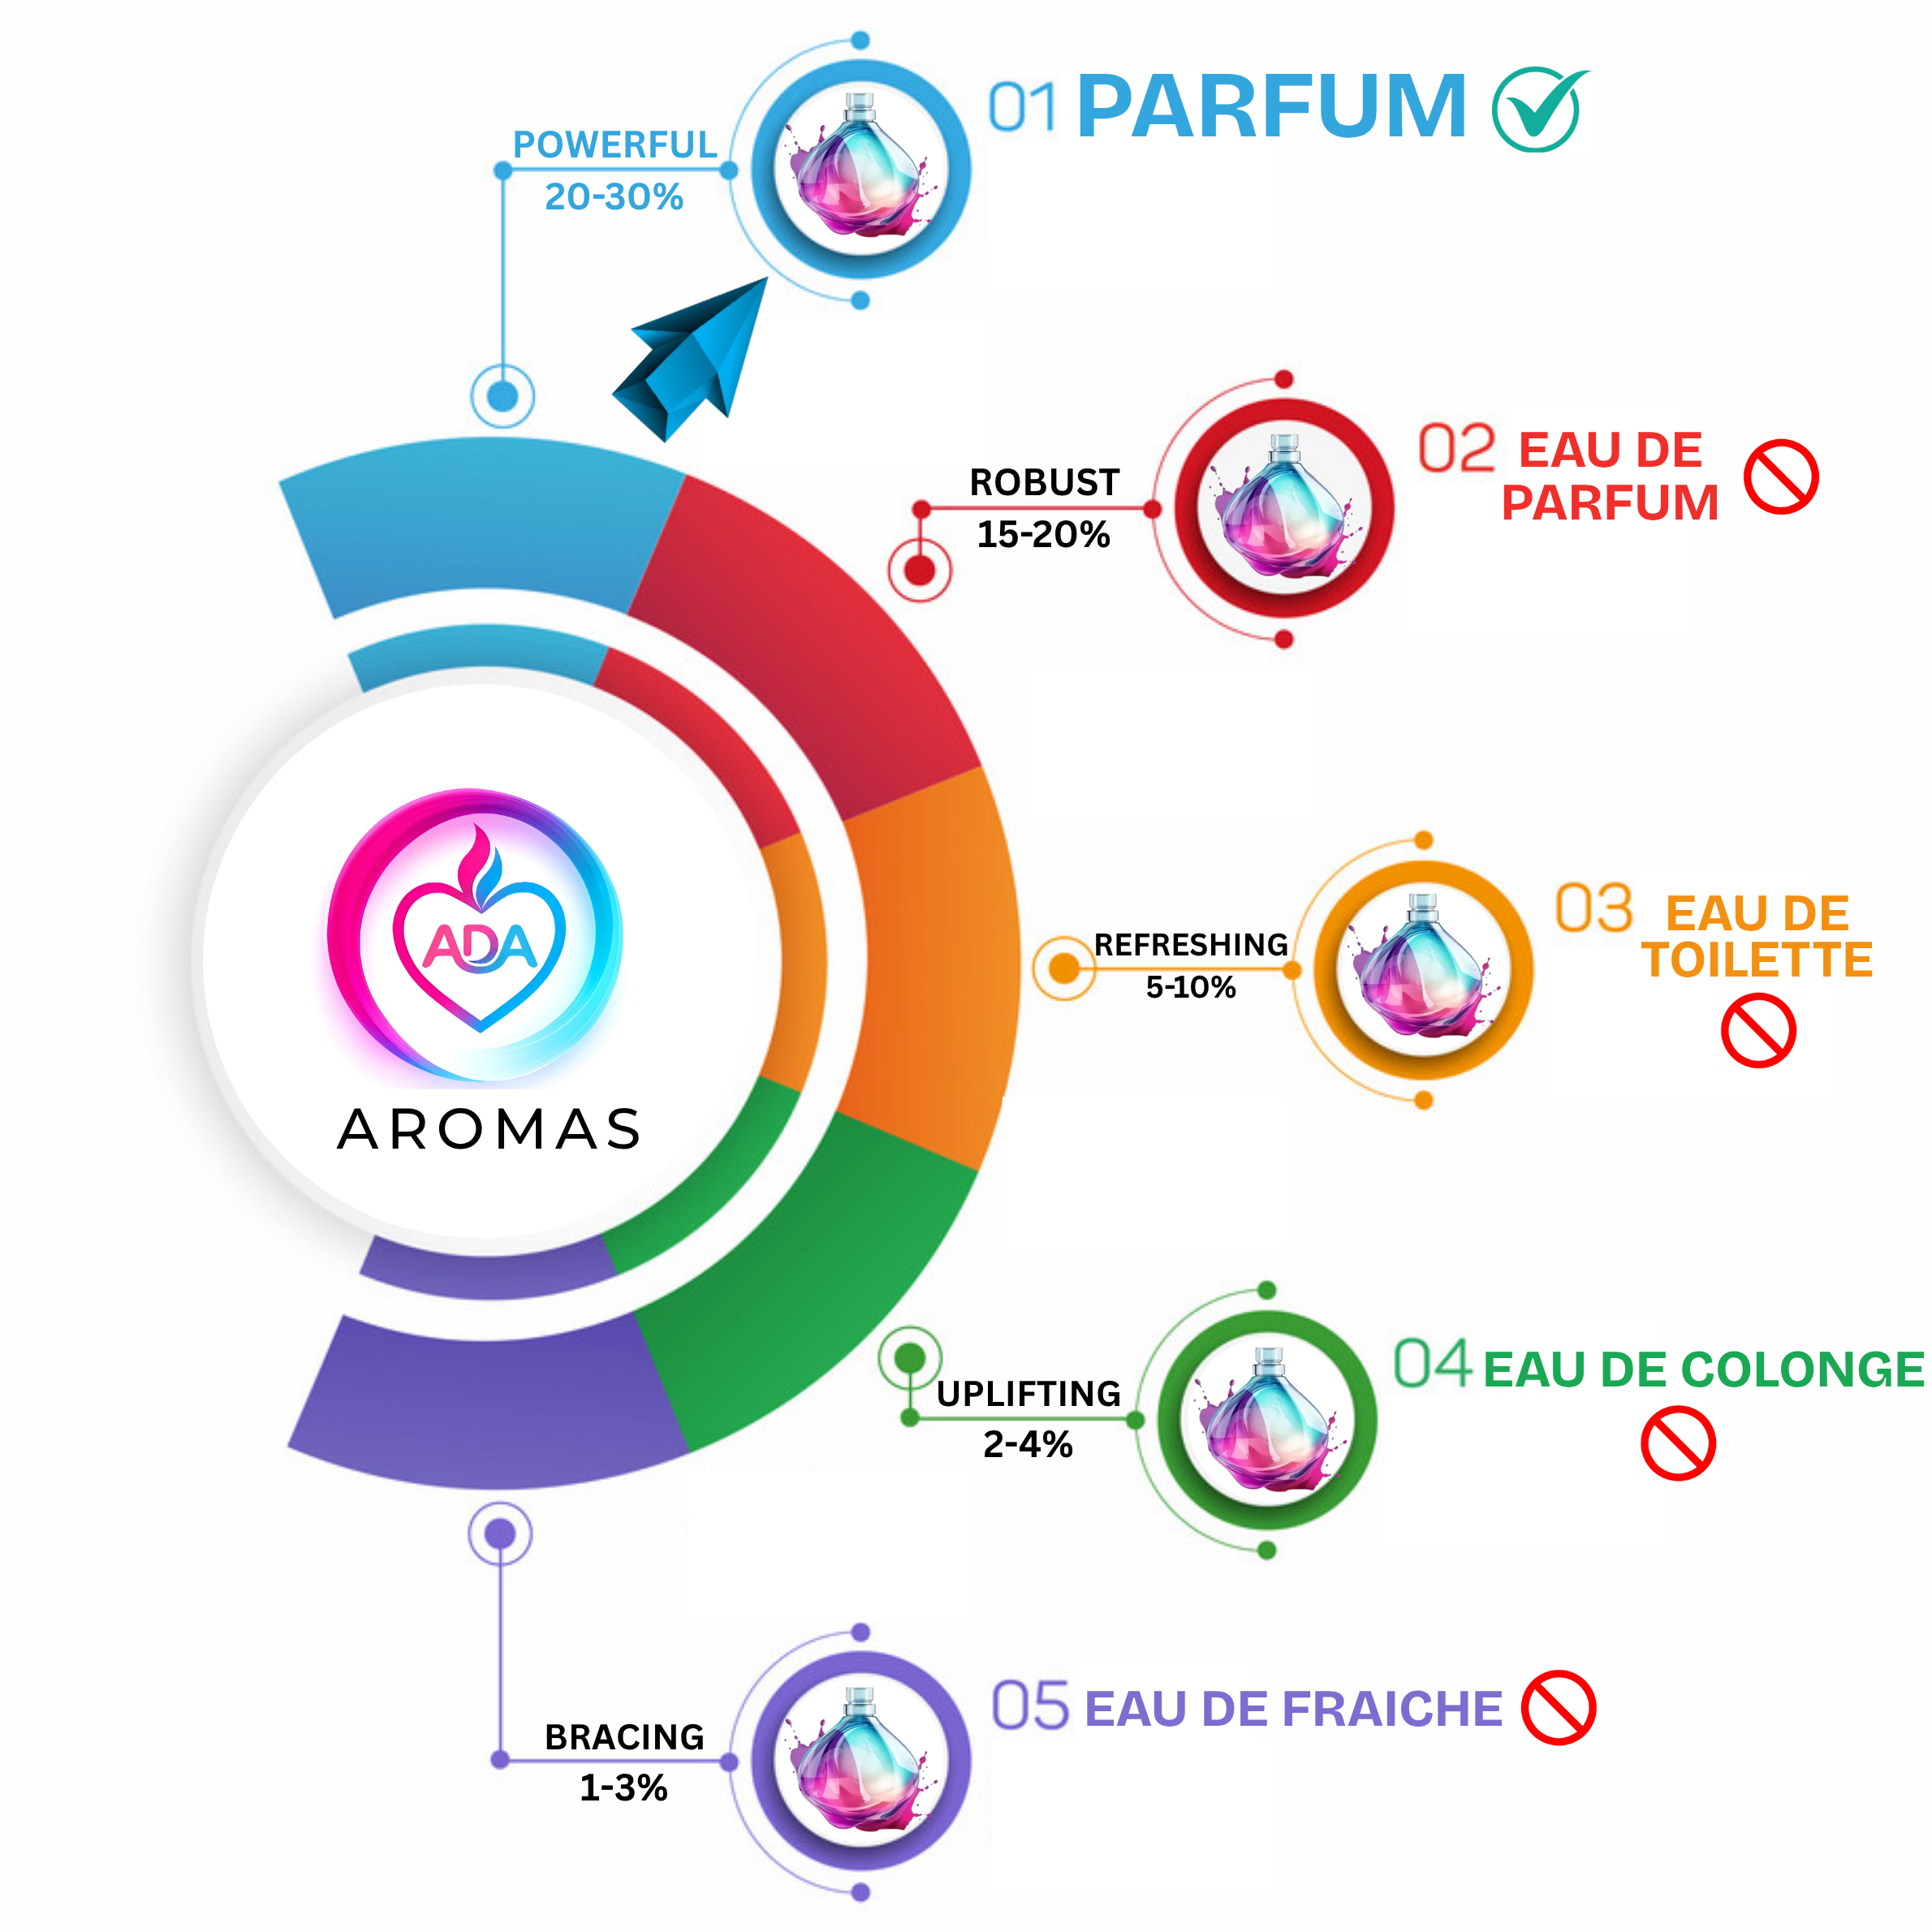 01 PARFUM
POWERFUL
20-30%
02 EAU DE
PARFUM
ROBUST
15-20%
03 EAU DE
TOILETTE
REFRESHING
5-10%
ADA
AROMAS
04 EAU DE COLONGE
UPLIFTING
2-4%
05 EAU DE FRAICHE
BRACING
1-3%